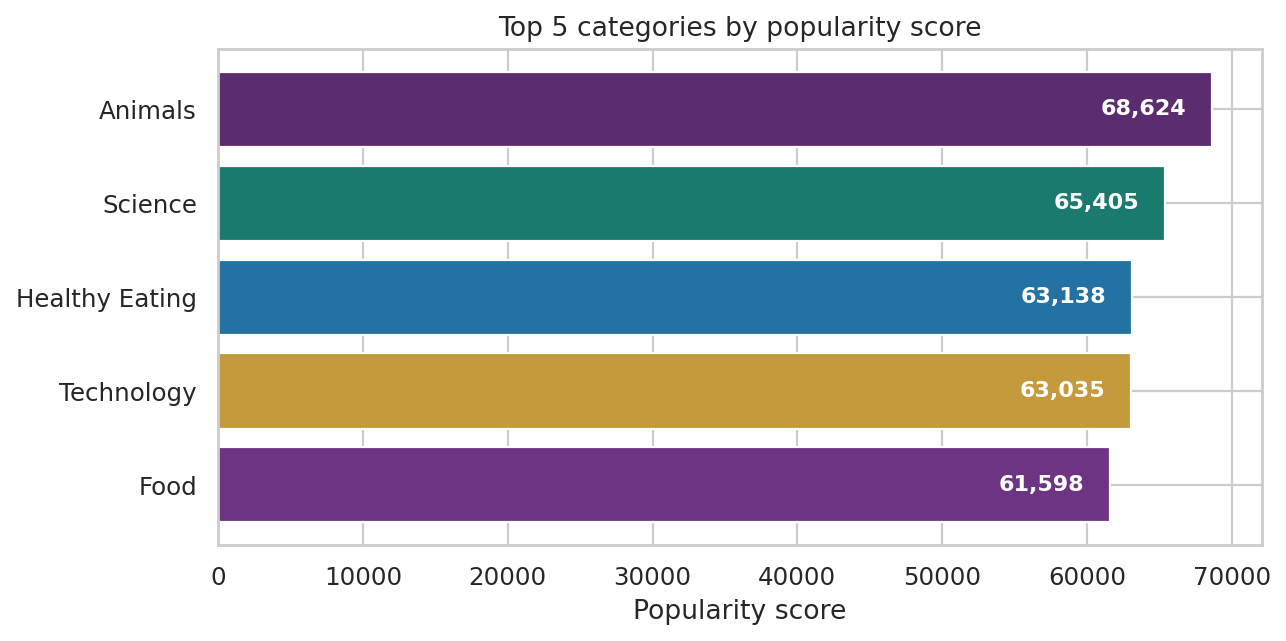 Top 5 categories by popularity score
Animals 68,624
Science 65,405
Healthy Eating 63,138
Technology 63,035
Food 61,598
0 10000 20000 30000 40000 50000 60000 70000
Popularity score